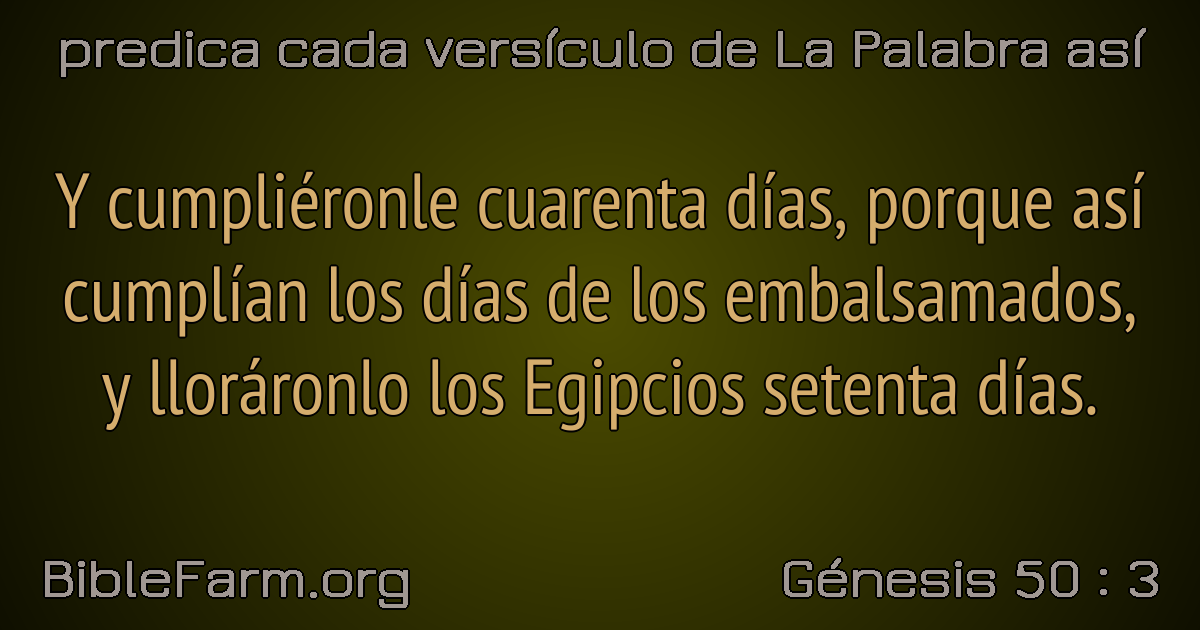 predica cada versículo de La Palabra así
Y cumpliéronle cuarenta días, porque así
cumplían los días de los embalsamados,
y lloráronlo los Egipcios setenta días.
BibleFarm.org
Génesis 50 : 3